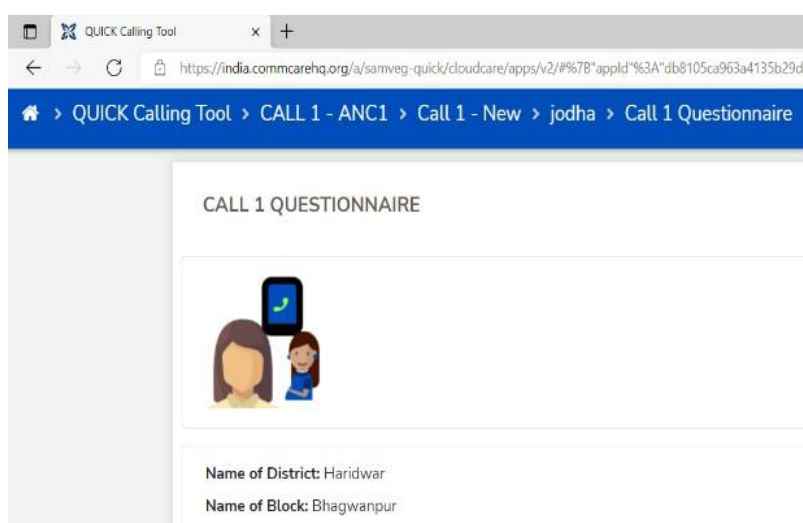 QUICK Calling Tool
https://india.commcarehq.org/a/samveg-quick/cloudcare/apps/v2/#%7B"appId"%3A"db8105ca963a4135b29d
> QUICK Calling Tool > CALL 1 - ANC1 > Call 1 - New > jodha > Call 1 Questionnaire
CALL 1 QUESTIONNAIRE
Name of District: Haridwar
Name of Block: Bhagwanpur